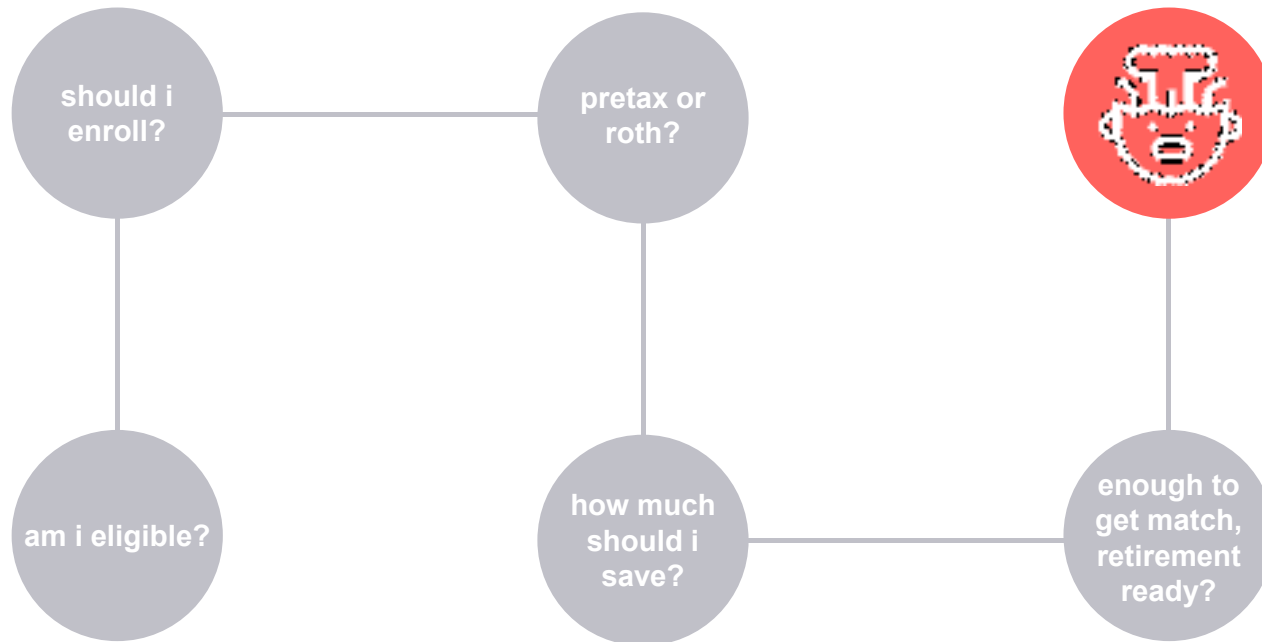 should i
enroll?
pretax or
roth?
am i eligible?
how much
should i
save?
enough to
get match,
retirement
ready?